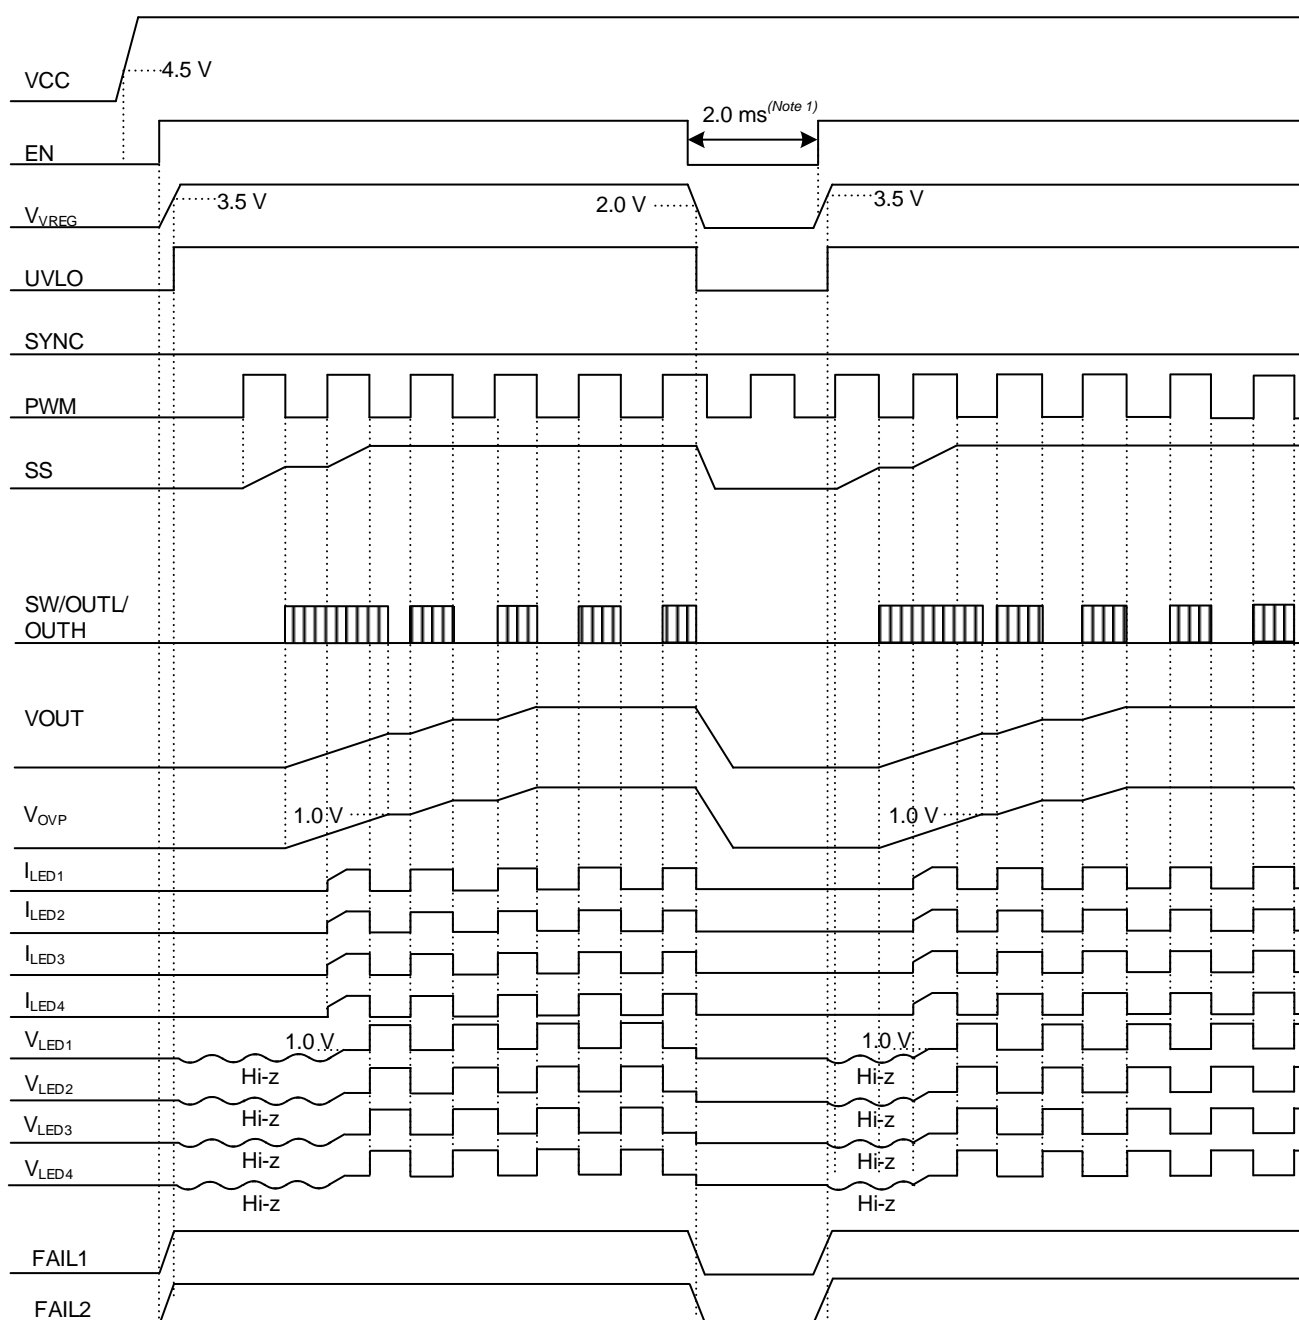 VCC
4.5 V
2.0 ms(Note 1)
EN
VVREG
3.5 V
2.0 V
3.5 V
UVLO
SYNC
PWM
SS
SW/OUTL/
OUTH
VOUT
VOVP
1.0 V
1.0 V
ILED1
ILED2
ILED3
ILED4
VLED1
1.0 V
1.0 V
Hi-z
Hi-z
VLED2
Hi-z
Hi-z
VLED3
Hi-z
Hi-z
VLED4
Hi-z
Hi-z
FAIL1
FAIL2